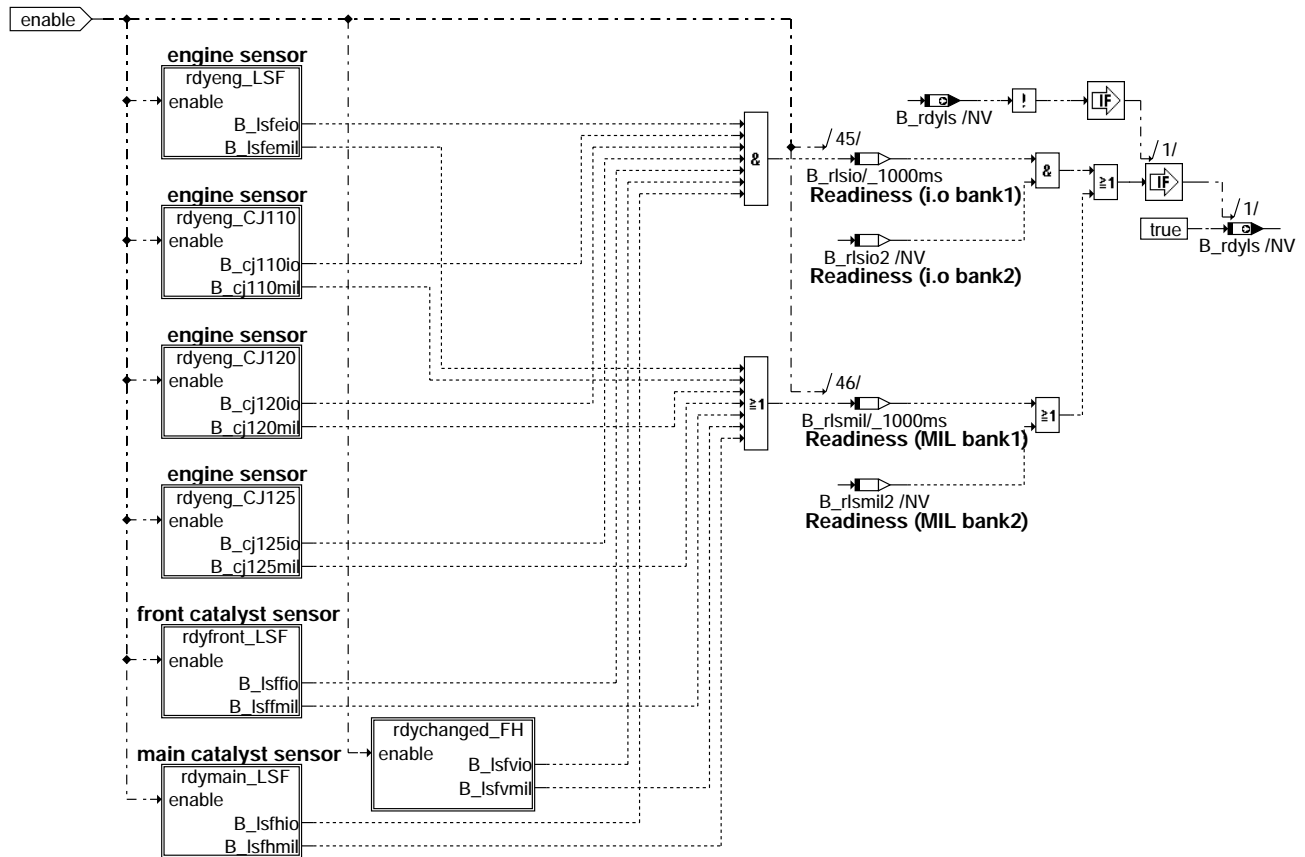 enable
engine sensor
rdyeng_LSF
enable
B_lsfeio
B_lsfemil
engine sensor
rdyeng_CJ110
enable
B_cj110io
B_cj110mil
engine sensor
rdyeng_CJ120
enable
B_cj120io
B_cj120mil
engine sensor
rdyeng_CJ125
enable
B_cj125io
B_cj125mil
front catalyst sensor
rdyfront_LSF
enable
B_lsffio
B_lsffmil
main catalyst sensor
rdymain_LSF
enable
B_lsfhio
B_lsfhmil
rdychanged_FH
enable
B_lsfvio
B_lsfvmil
&
≥1
/45/
B_rlsio/_1000ms
Readiness (i.o bank1)
B_rlsio2 /NV
Readiness (i.o bank2)
/46/
B_rlsmil/_1000ms
Readiness (MIL bank1)
B_rlsmil2 /NV
Readiness (MIL bank2)
B_rdyls /NV
!
IF
&
≥1
≥1
/1/
IF
/1/
true
B_rdyls /NV